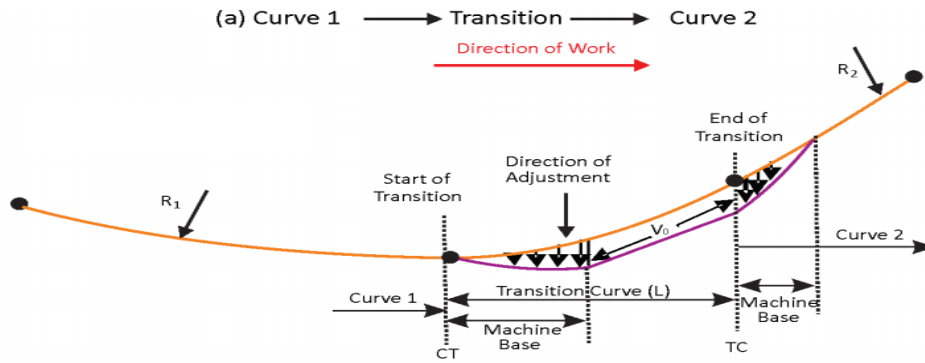 (a) Curve 1 Transition Curve 2
Direction of Work
R2
R1
Start of
Transition
Direction of
Adjustment
End of
Transition
V0
Curve 2
Curve 1
Transition Curve (L)
Machine
Base
Machine
Base
CT
TC